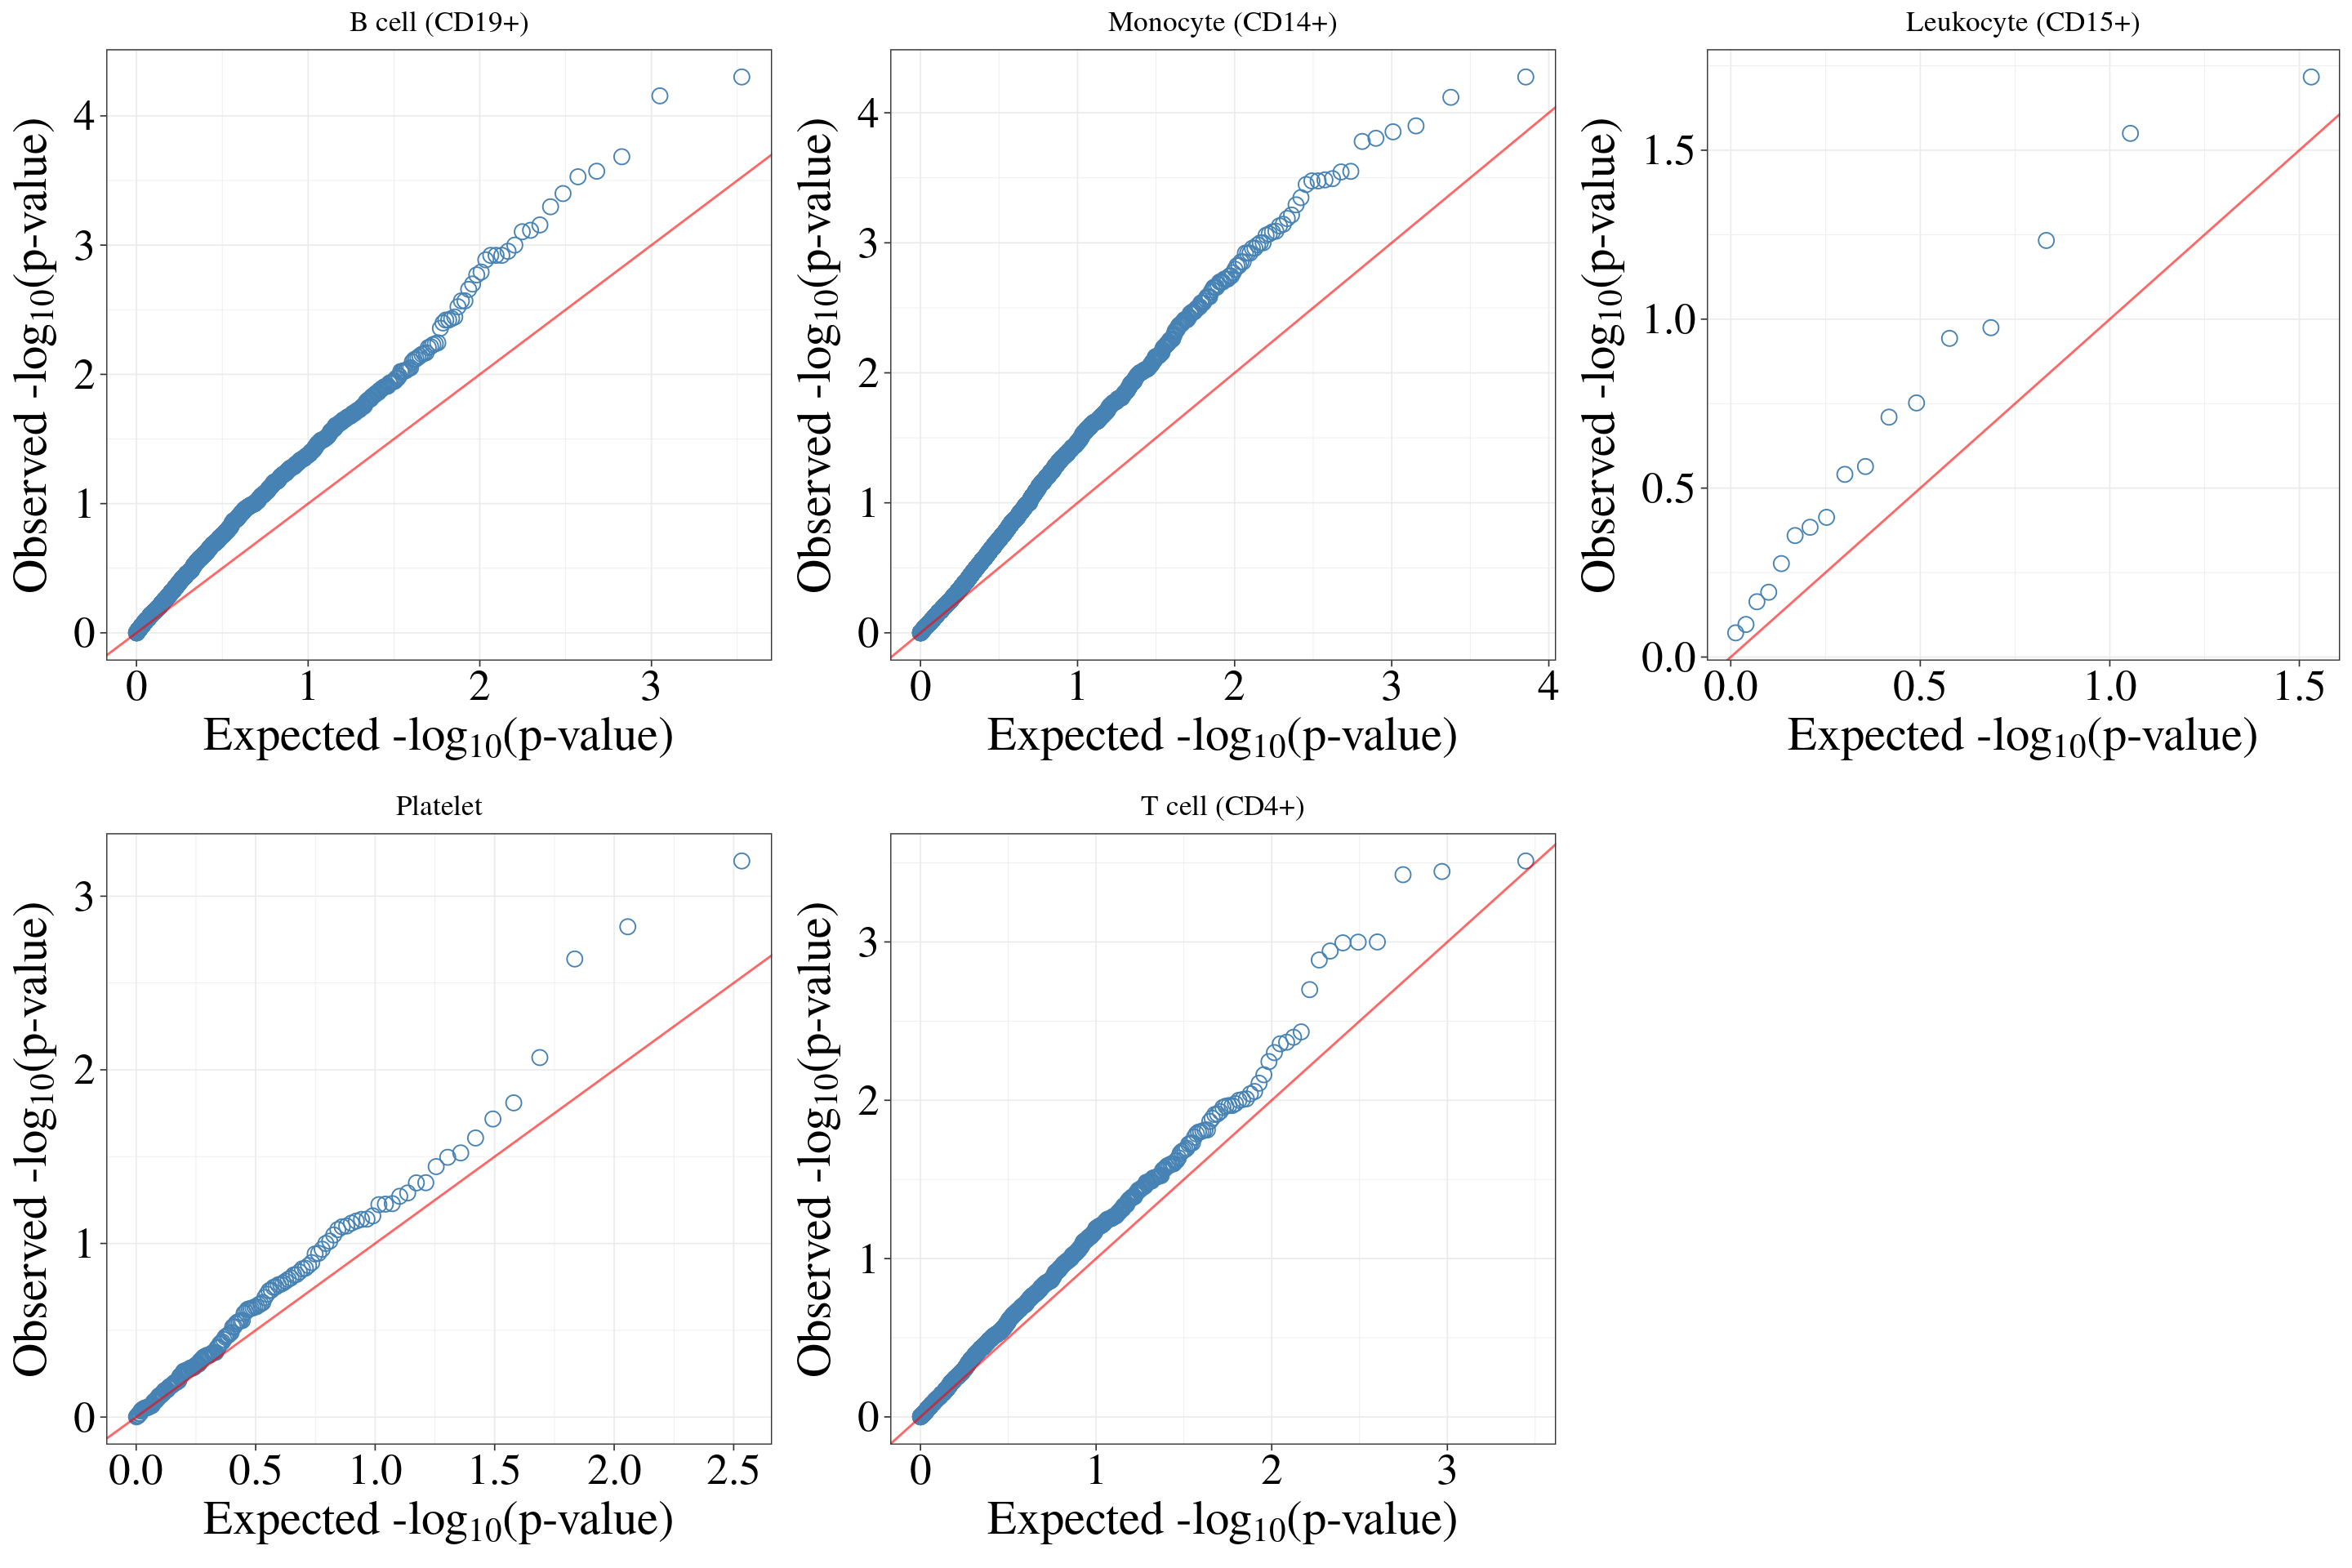 B cell (CD19+)
Observed -log10(p-value)
4
3
2
1
0
0 1 2 3
Expected -log10(p-value)
Monocyte (CD14+)
Observed -log10(p-value)
4
3
2
1
0
0 1 2 3 4
Expected -log10(p-value)
Leukocyte (CD15+)
Observed -log10(p-value)
1.5
1.0
0.5
0.0
0.0 0.5 1.0 1.5
Expected -log10(p-value)
Platelet
Observed -log10(p-value)
3
2
1
0
0.0 0.5 1.0 1.5 2.0 2.5
Expected -log10(p-value)
T cell (CD4+)
Observed -log10(p-value)
3
2
1
0
0 1 2 3
Expected -log10(p-value)